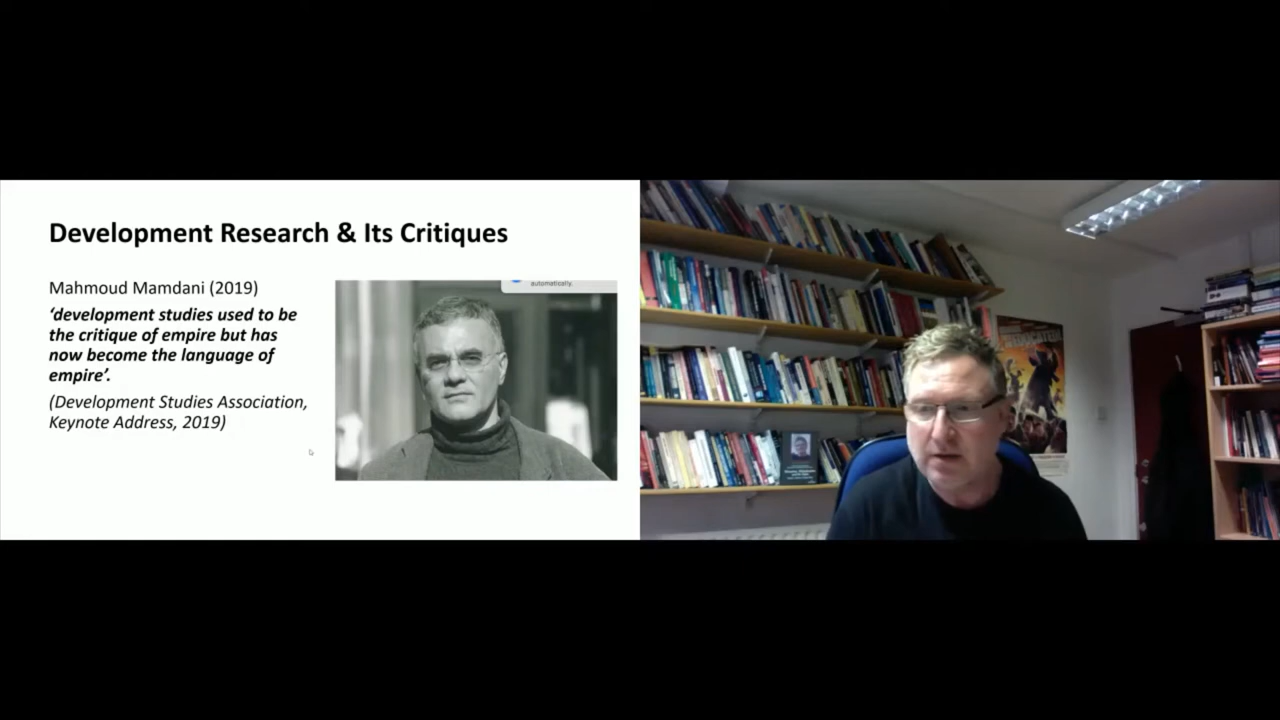 Development Research & Its Critiques
Mahmoud Mamdani (2019)
‘development studies used to be
the critique of empire but has
now become the language of
empire’.
(Development Studies Association,
Keynote Address, 2019)
automatically.